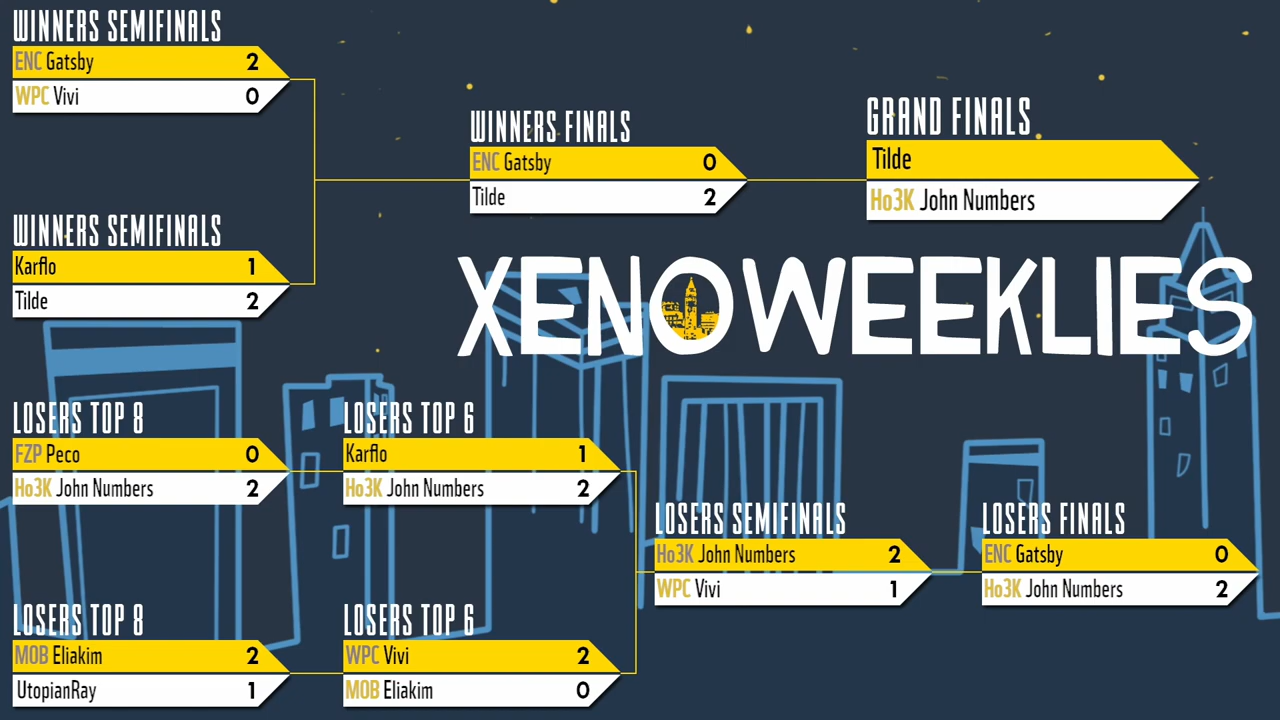 WINNERS SEMIFINALS
ENC Gatsby 2
WPC Vivi 0
WINNERS FINALS
ENC Gatsby 0
Tilde 2
GRAND FINALS
Tilde
Ho3K John Numbers
WINNERS SEMIFINALS
Karflo 1
Tilde 2
XENOWEEKLIES
LOSERS TOP 8
FZP Peco 0
Ho3K John Numbers 2
LOSERS TOP 6
Karflo 1
Ho3K John Numbers 2
LOSERS SEMIFINALS
Ho3K John Numbers 2
WPC Vivi 1
LOSERS FINALS
ENC Gatsby 0
Ho3K John Numbers 2
LOSERS TOP 8
MOB Eliakim 2
UtopianRay 1
LOSERS TOP 6
WPC Vivi 2
MOB Eliakim 0